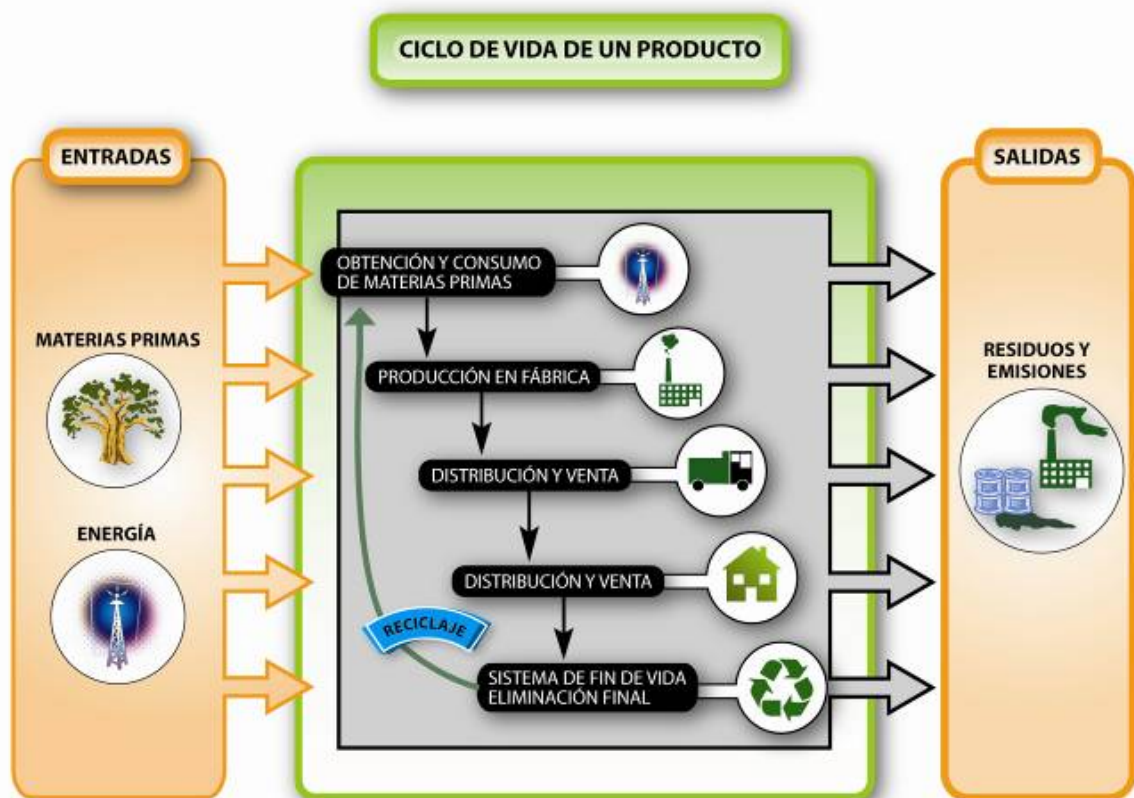 CICLO DE VIDA DE UN PRODUCTO
ENTRADAS
MATERIAS PRIMAS
ENERGÍA
OBTENCIÓN Y CONSUMO
DE MATERIAS PRIMAS
PRODUCCIÓN EN FÁBRICA
DISTRIBUCIÓN Y VENTA
DISTRIBUCIÓN Y VENTA
RECICLAJE
SISTEMA DE FIN DE VIDA
ELIMINACIÓN FINAL
SALIDAS
RESIDUOS Y
EMISIONES